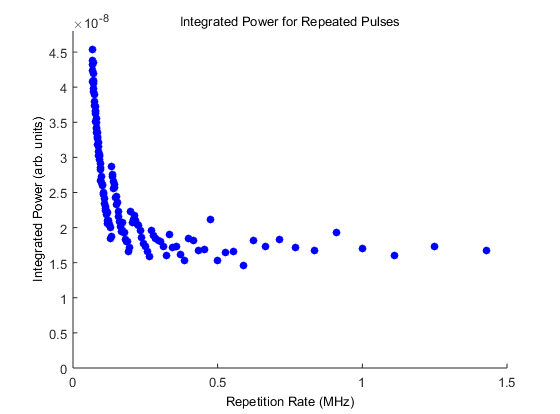 Integrated Power for Repeated Pulses
×10⁻⁸
4.5
4
3.5
3
2.5
2
1.5
1
0.5
0
Integrated Power (arb. units)
0 0.5 1 1.5
Repetition Rate (MHz)